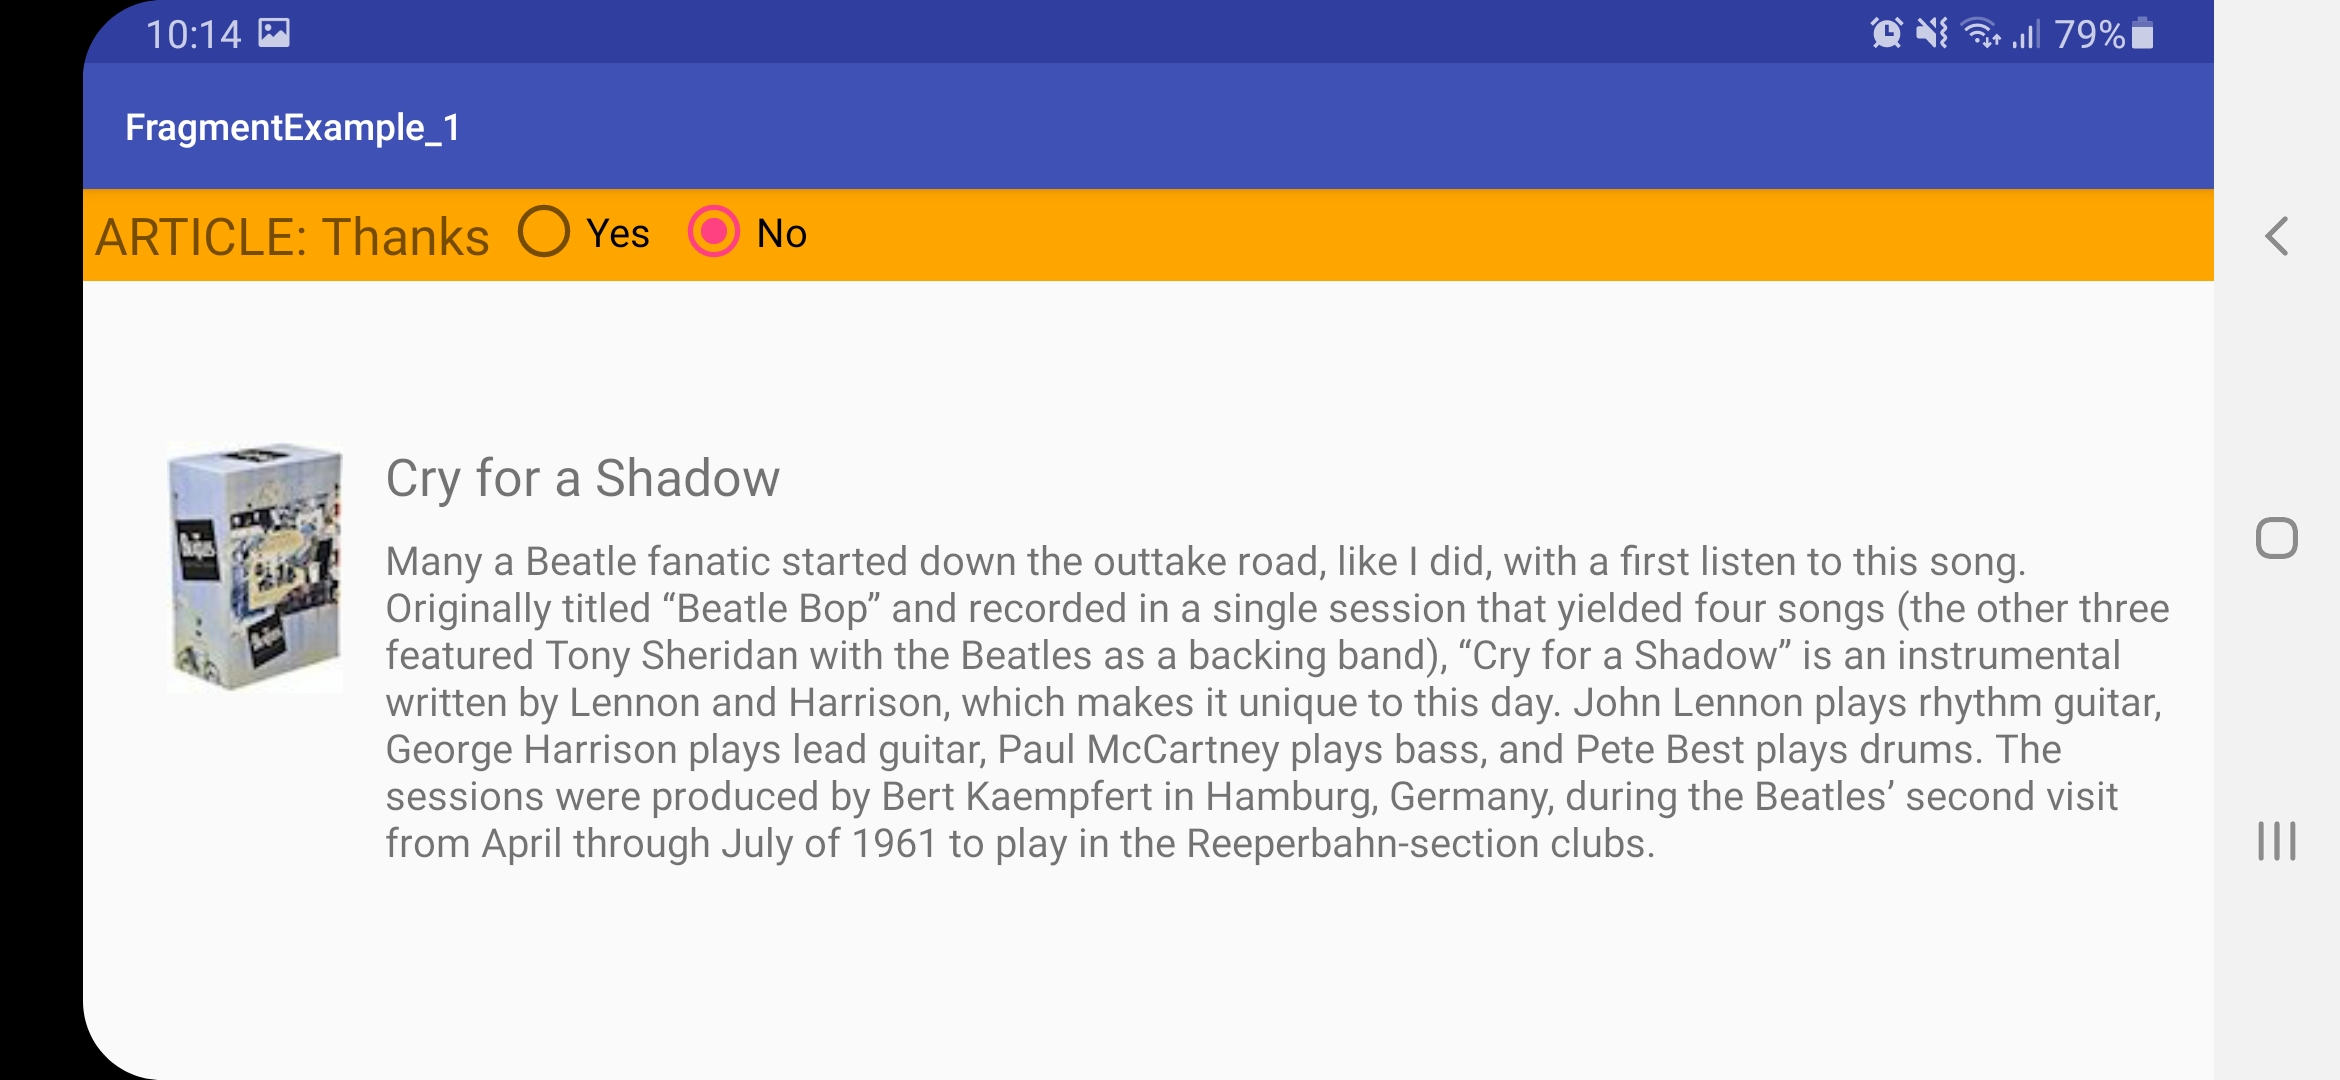 10:14
79%
FragmentExample_1
ARTICLE: Thanks Yes No
Cry for a Shadow
Many a Beatle fanatic started down the outtake road, like I did, with a first listen to this song.
Originally titled “Beatle Bop” and recorded in a single session that yielded four songs (the other three
featured Tony Sheridan with the Beatles as a backing band), “Cry for a Shadow” is an instrumental
written by Lennon and Harrison, which makes it unique to this day. John Lennon plays rhythm guitar,
George Harrison plays lead guitar, Paul McCartney plays bass, and Pete Best plays drums. The
sessions were produced by Bert Kaempfert in Hamburg, Germany, during the Beatles’ second visit
from April through July of 1961 to play in the Reeperbahn-section clubs.